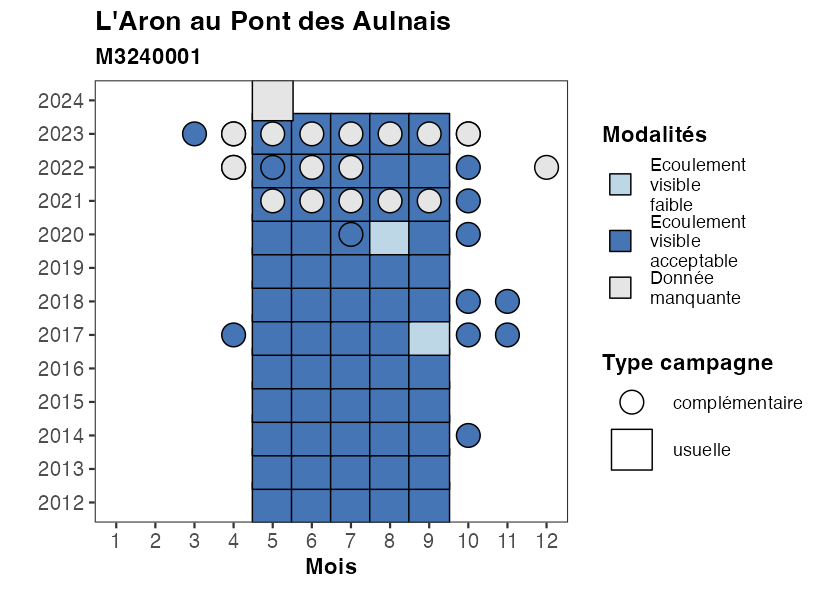 L'Aron au Pont des Aulnais
M3240001
2024
2023
2022
2021
2020
2019
2018
2017
2016
2015
2014
2013
2012
1 2 3 4 5 6 7 8 9 10 11 12
Mois
Modalités
Ecoulement
visible
faible
Ecoulement
visible
acceptable
Donnée
manquante
Type campagne
complémentaire
usuelle